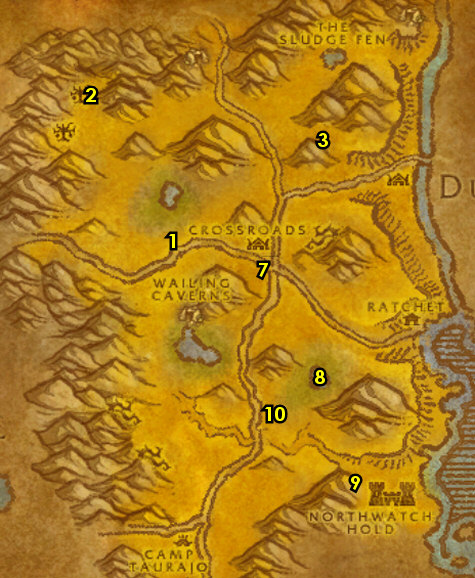 THE
SLUDGE FEN
2
3
DU
1
CROSSROADS
7
WAILING
CAVERNS
RATCHET
8
10
9
NORTHWATCH
HOLD
CAMP
TAURAJO